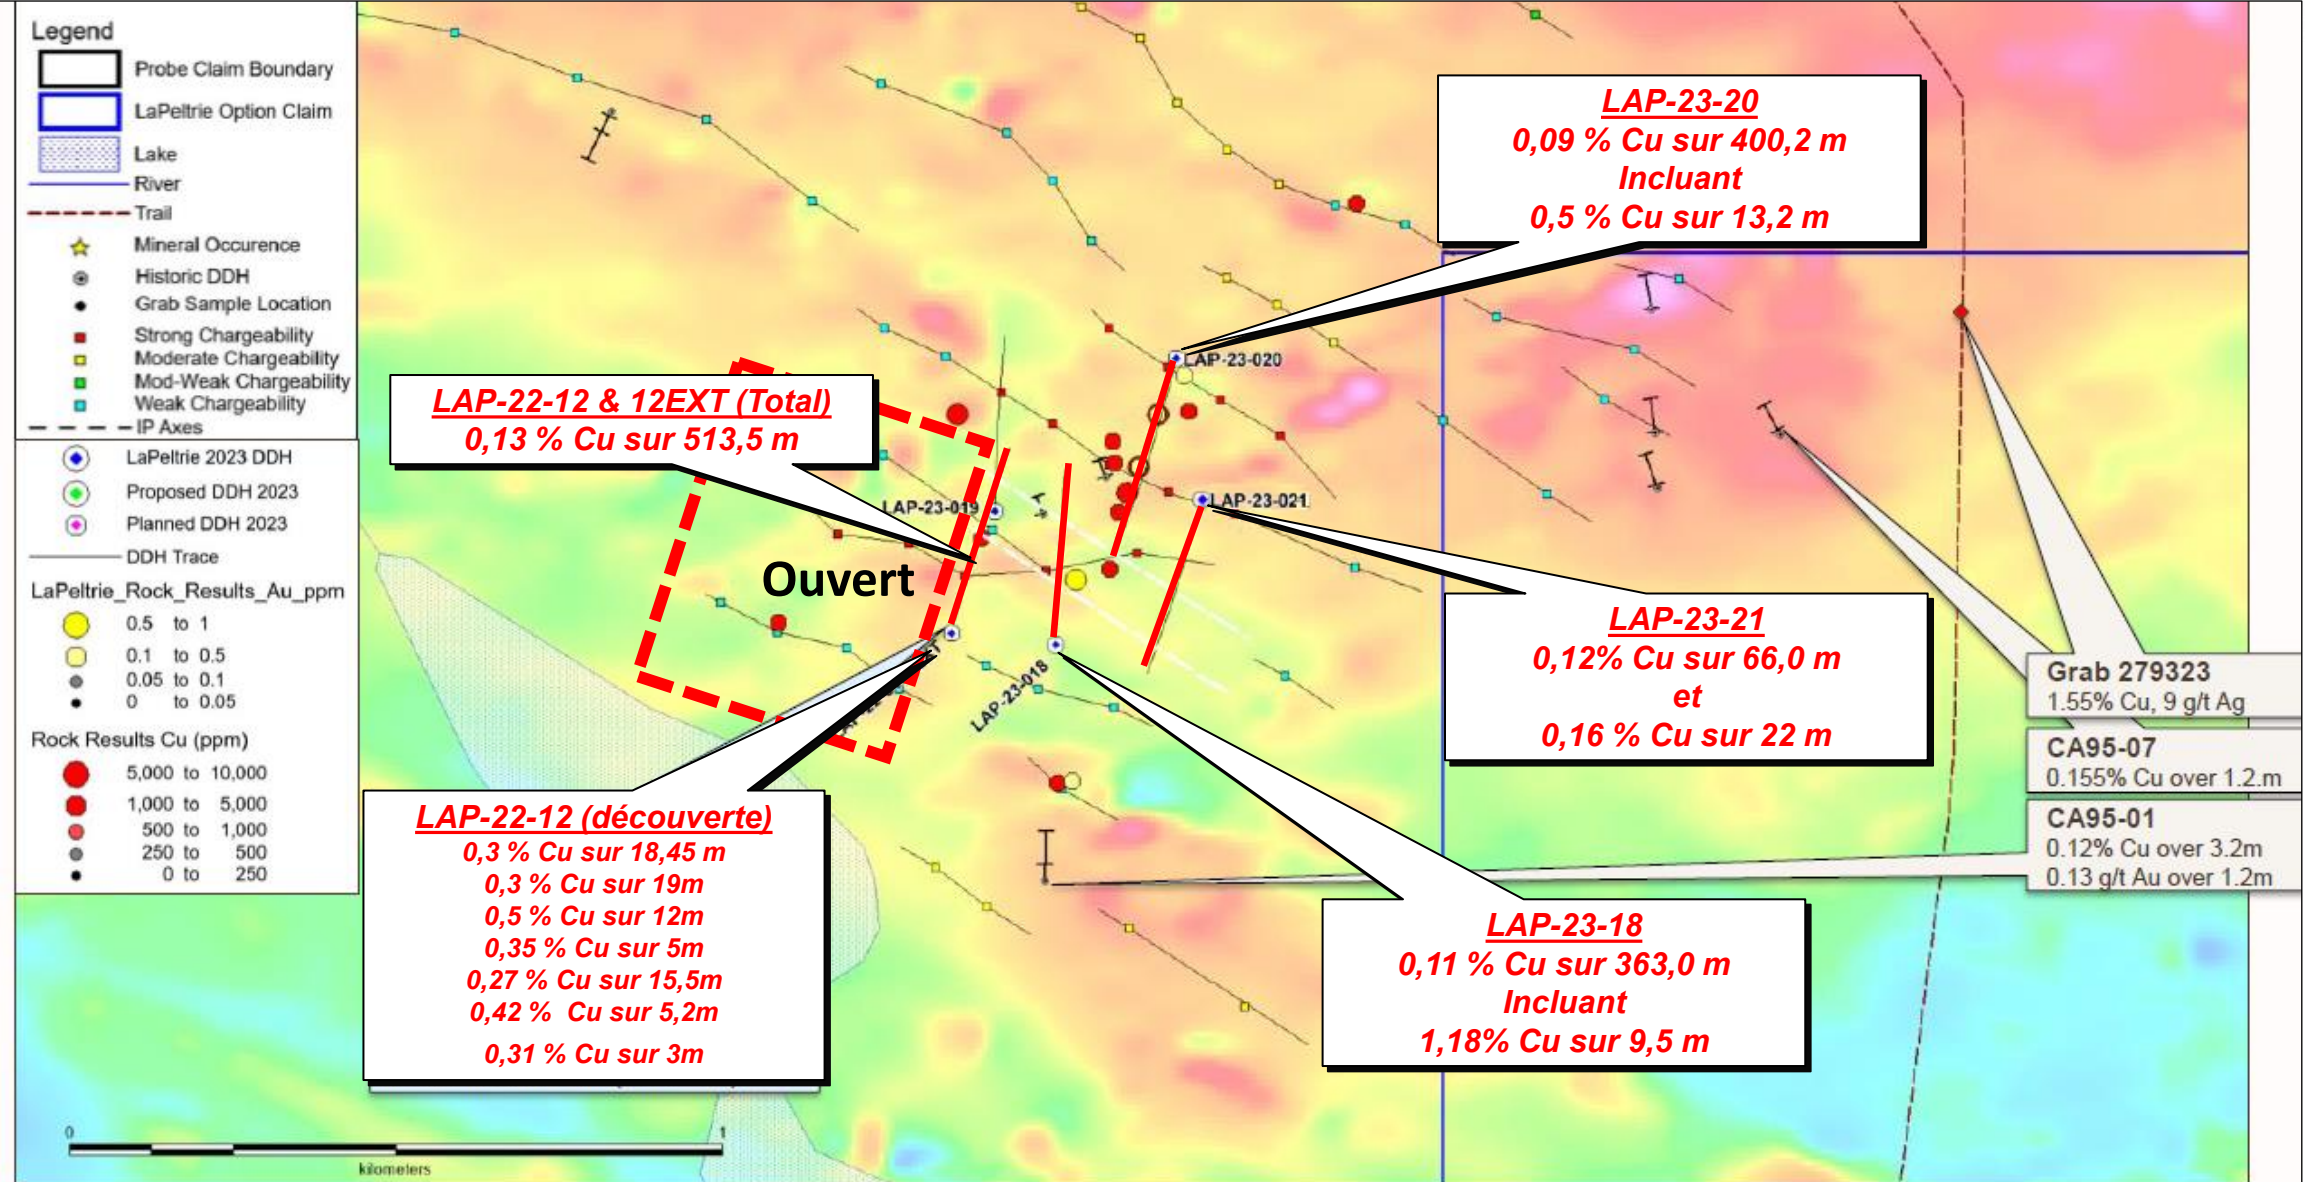 Legend
Probe Claim Boundary
LaPeltrie Option Claim
Lake
River
Trail
Mineral Occurence
Historic DDH
Grab Sample Location
Strong Chargeability
Moderate Chargeability
Mod-Weak Chargeability
Weak Chargeability
IP Axes
LaPeltrie 2023 DDH
Proposed DDH 2023
Planned DDH 2023
DDH Trace
LaPeltrie_Rock_Results_Au_ppm
0.5 to 1
0.1 to 0.5
0.05 to 0.1
0 to 0.05
Rock Results Cu (ppm)
5,000 to 10,000
1,000 to 5,000
500 to 1,000
250 to 500
0 to 250
LAP-23-20
0,09 % Cu sur 400,2 m
Incluant
0,5 % Cu sur 13,2 m
LAP-23-020
LAP-22-12 & 12EXT (Total)
0,13 % Cu sur 513,5 m
LAP-23-019
LAP-23-021
Ouvert
LAP-23-018
LAP-23-21
0,12% Cu sur 66,0 m
et
0,16 % Cu sur 22 m
Grab 279323
1.55% Cu, 9 g/t Ag
CA95-07
0.155% Cu over 1.2.m
CA95-01
0.12% Cu over 3.2m
0.13 g/t Au over 1.2m
LAP-22-12 (découverte)
0,3 % Cu sur 18,45 m
0,3 % Cu sur 19m
0,5 % Cu sur 12m
0,35 % Cu sur 5m
0,27 % Cu sur 15,5m
0,42 % Cu sur 5,2m
0,31 % Cu sur 3m
LAP-23-18
0,11 % Cu sur 363,0 m
Incluant
1,18% Cu sur 9,5 m
0 1
kilometers